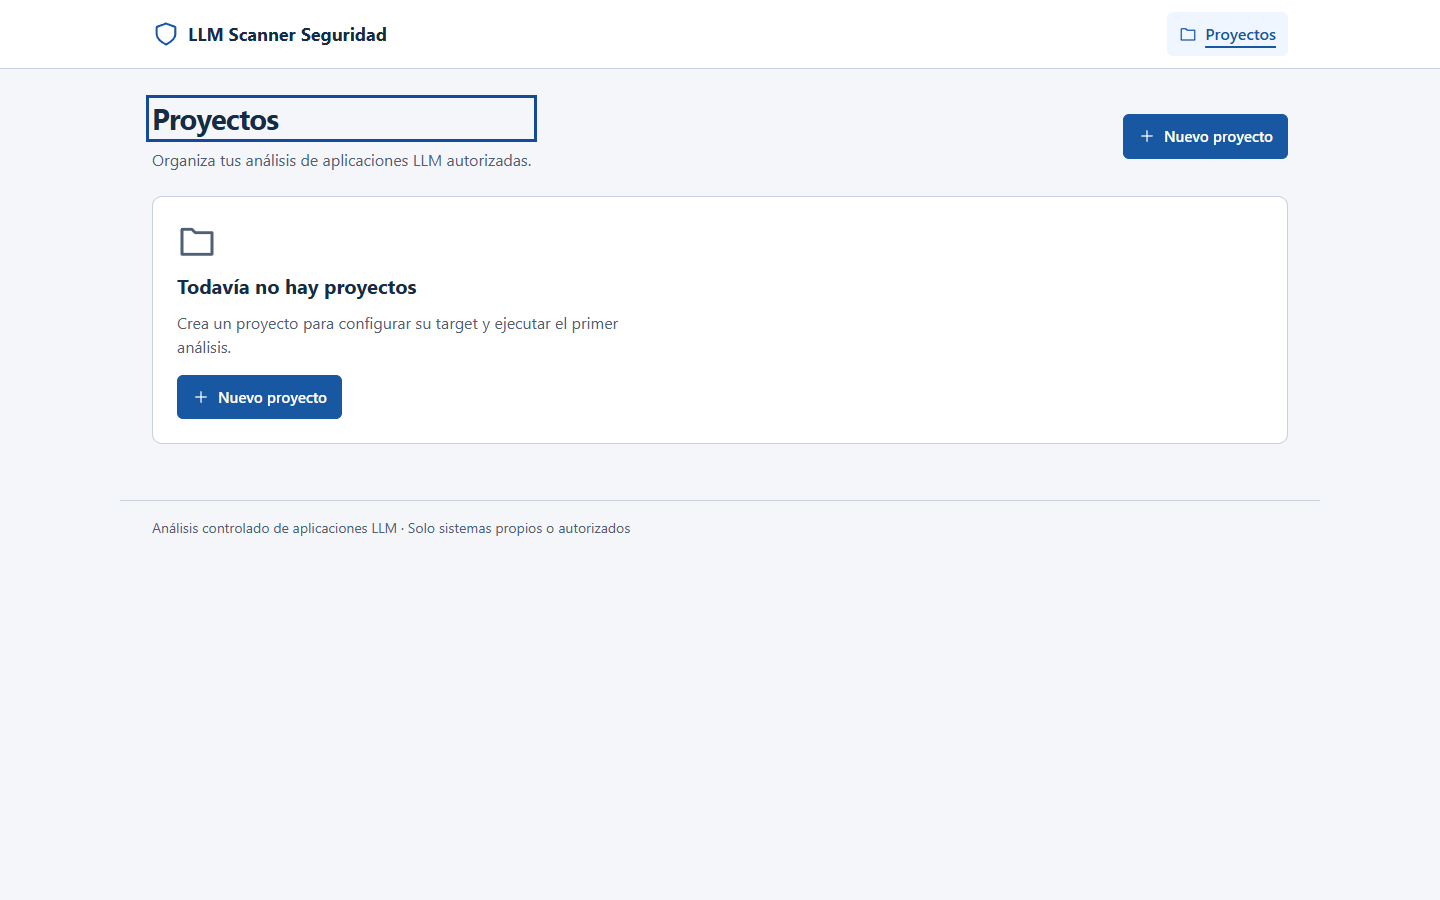 LLM Scanner Seguridad
Proyectos
Proyectos
Organiza tus análisis de aplicaciones LLM autorizadas.
Nuevo proyecto
Todavía no hay proyectos
Crea un proyecto para configurar su target y ejecutar el primer
análisis.
Nuevo proyecto
Análisis controlado de aplicaciones LLM · Solo sistemas propios o autorizados